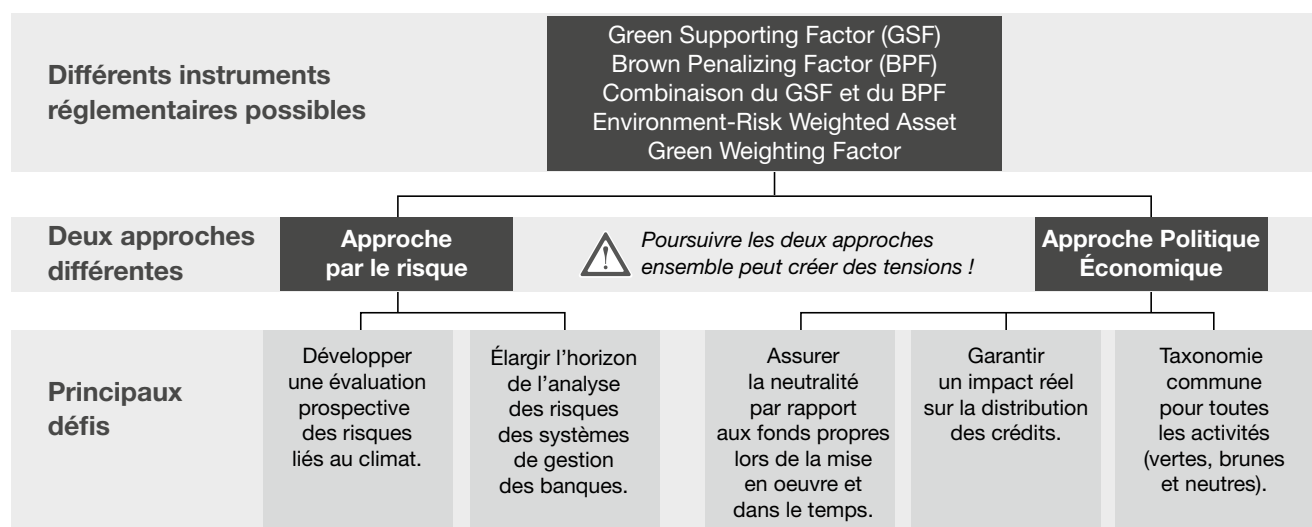 Différents instruments
réglementaires possibles
Green Supporting Factor (GSF)
Brown Penalizing Factor (BPF)
Combinaison du GSF et du BPF
Environment-Risk Weighted Asset
Green Weighting Factor
Deux approches
différentes
Approche
par le risque
Poursuivre les deux approches
ensemble peut créer des tensions !
Approche Politique
Économique
Principaux
défis
Développer
une évaluation
prospective
des risques
liés au climat.
Élargir l’horizon
de l’analyse
des risques
des systèmes
de gestion
des banques.
Assurer
la neutralité
par rapport
aux fonds propres
lors de la mise
en oeuvre et
dans le temps.
Garantir
un impact réel
sur la distribution
des crédits.
Taxonomie
commune
pour toutes
les activités
(vertes, brunes
et neutres).